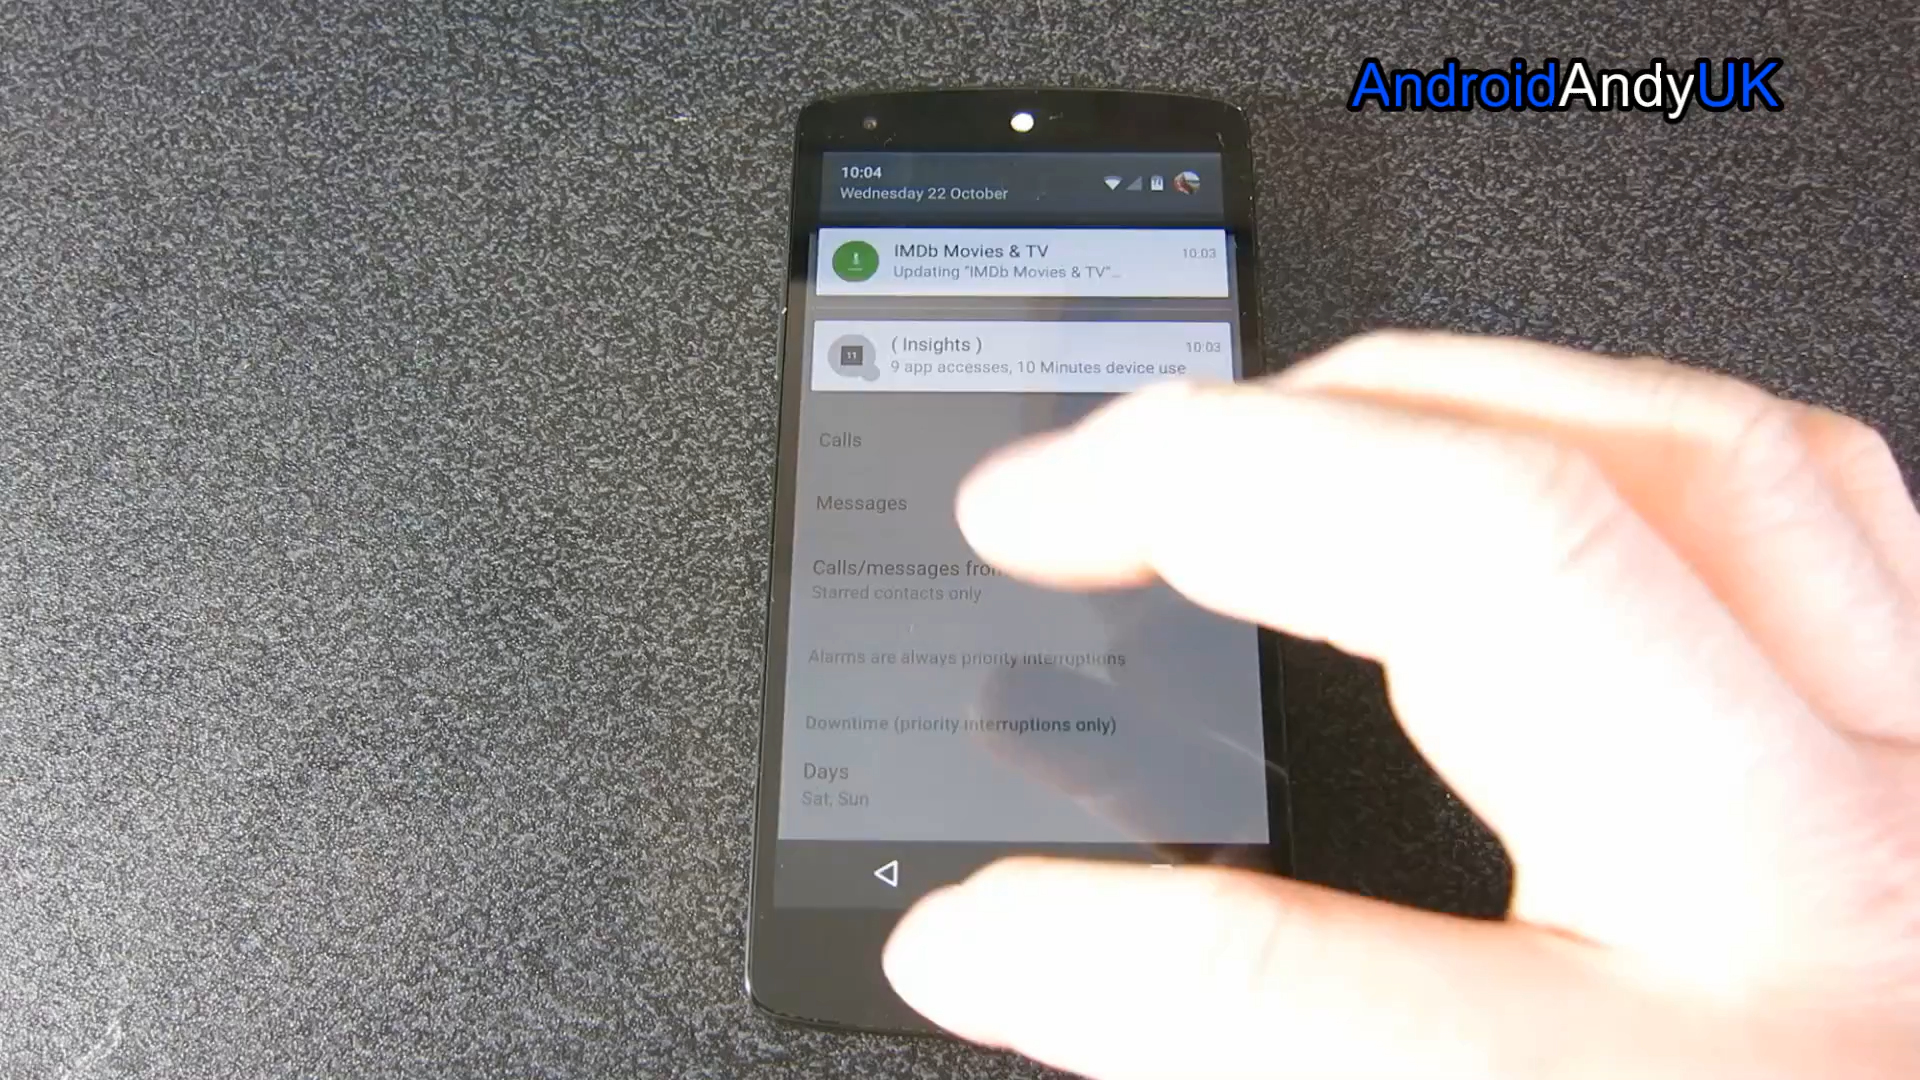 AndroidAndyUK
10:04
Wednesday 22 October
IMDb Movies & TV
10:03
Updating "IMDb Movies & TV"...
( Insights )
10:03
9 app accesses, 10 Minutes device use
Calls
Messages
Calls/messages from
Starred contacts only
Alarms are always priority interruptions
Downtime (priority interruptions only)
Days
Sat, Sun